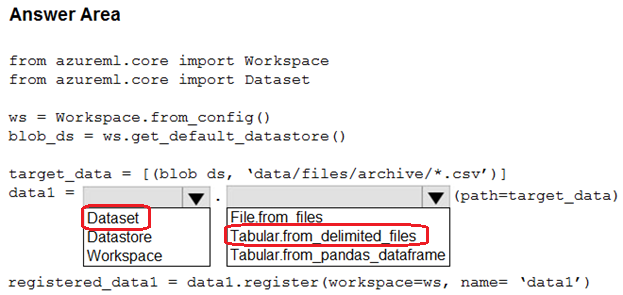 Answer Area
from azureml.core import Workspace
from azureml.core import Dataset
ws = Workspace.from_config()
blob_ds = ws.get_default_datastore()
target_data = [(blob ds, ‘data/files/archive/*.csv’)]
data1 = . (path=target_data)
Dataset
Datastore
Workspace
File.from_files
Tabular.from_delimited_files
Tabular.from_pandas_dataframe
registered_data1 = data1.register(workspace=ws, name= ‘data1’)